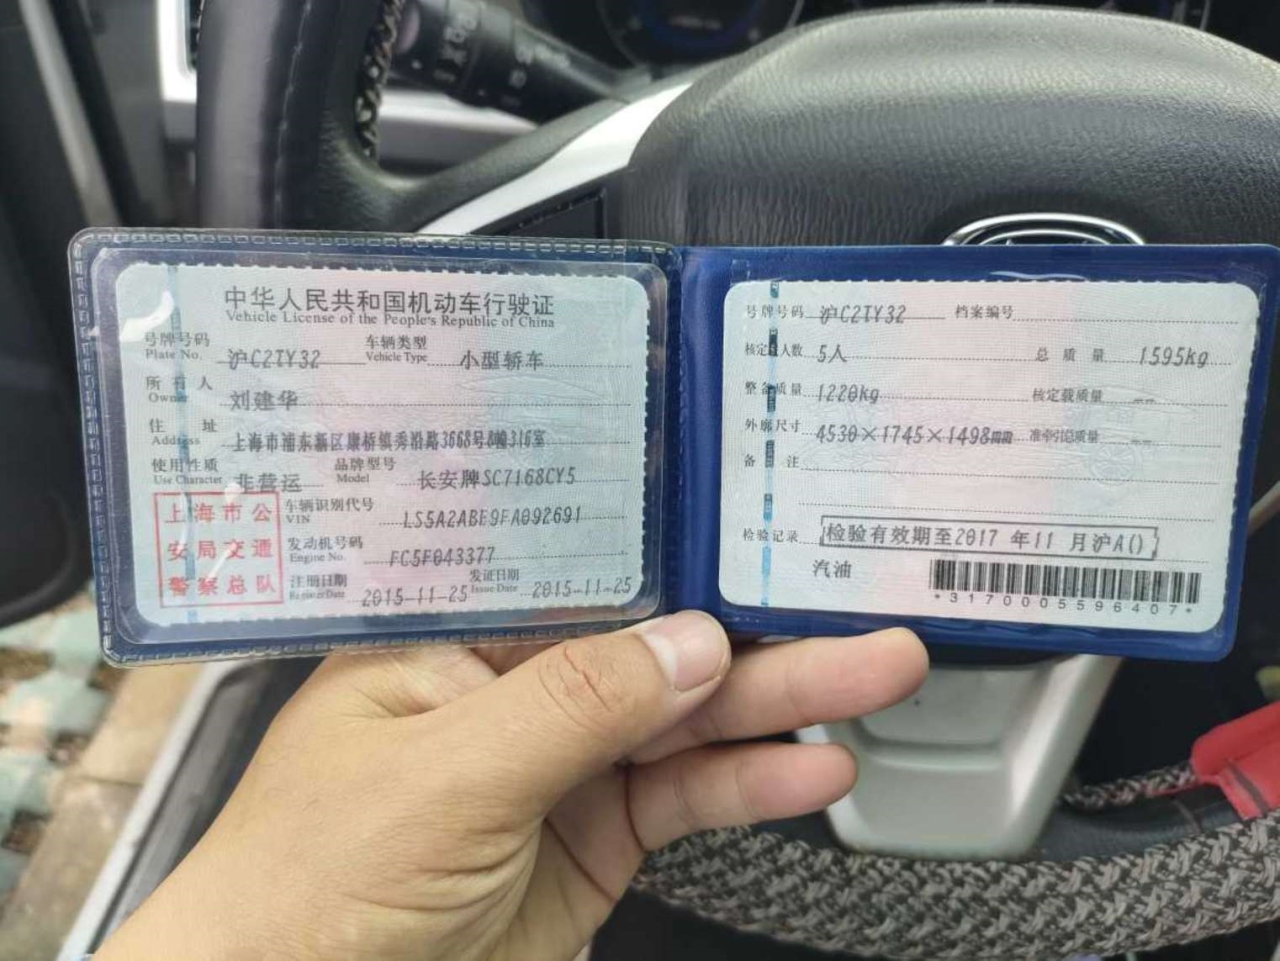 中华人民共和国机动车行驶证
Vehicle License of the People's Republic of China
号牌号码 Plate No. 沪C2TY32 车辆类型 Vehicle Type 小型轿车
所有人 Owner 刘建华
住址 Address 上海市浦东新区康桥镇秀沿路3668号8幢316室
使用性质 Use Character 非营运 品牌型号 Model 长安牌SC7168CY5
上海市公
安局交通
警察总队
车辆识别代号 VIN LS5A2ABE9FA092691
发动机号码 Engine No. FC5F043377
注册日期 Register Date 2015-11-25 发证日期 Issue Date 2015-11-25
号牌号码 沪C2TY32 档案编号
核定人数 5人 总质量 1595kg
整备质量 1220kg 核定载质量 --
外廓尺寸 4530×1745×1498mm 准牵引总质量 --
备注
检验记录 检验有效期至2017年11月沪A()
汽油
*3170005596407*